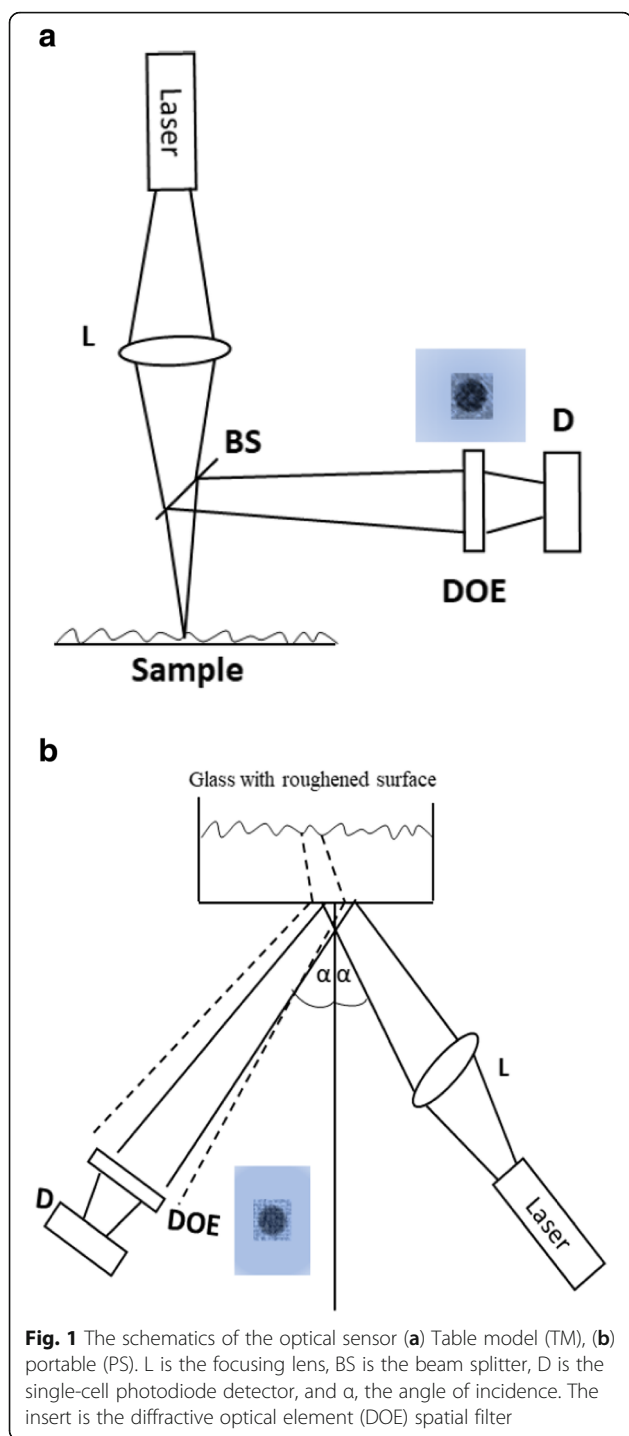 a
Laser
L
BS
D
DOE
Sample
b
Glass with roughened surface
α α
L
D
DOE
Laser
Fig. 1 The schematics of the optical sensor (a) Table model (TM), (b)
portable (PS). L is the focusing lens, BS is the beam splitter, D is the
single-cell photodiode detector, and α, the angle of incidence. The
insert is the diffractive optical element (DOE) spatial filter